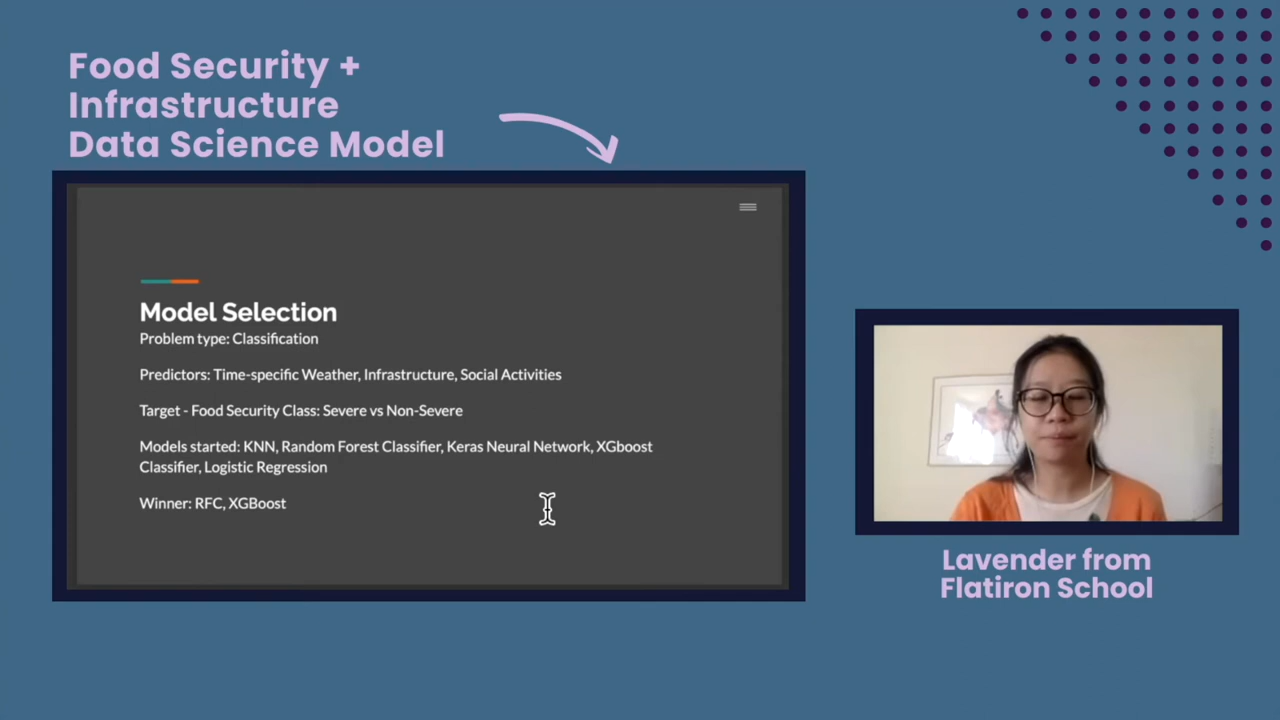 Food Security +
Infrastructure
Data Science Model
Model Selection
Problem type: Classification
Predictors: Time-specific Weather, Infrastructure, Social Activities
Target - Food Security Class: Severe vs Non-Severe
Models started: KNN, Random Forest Classifier, Keras Neural Network, XGboost
Classifier, Logistic Regression
Winner: RFC, XGBoost
Lavender from
Flatiron School